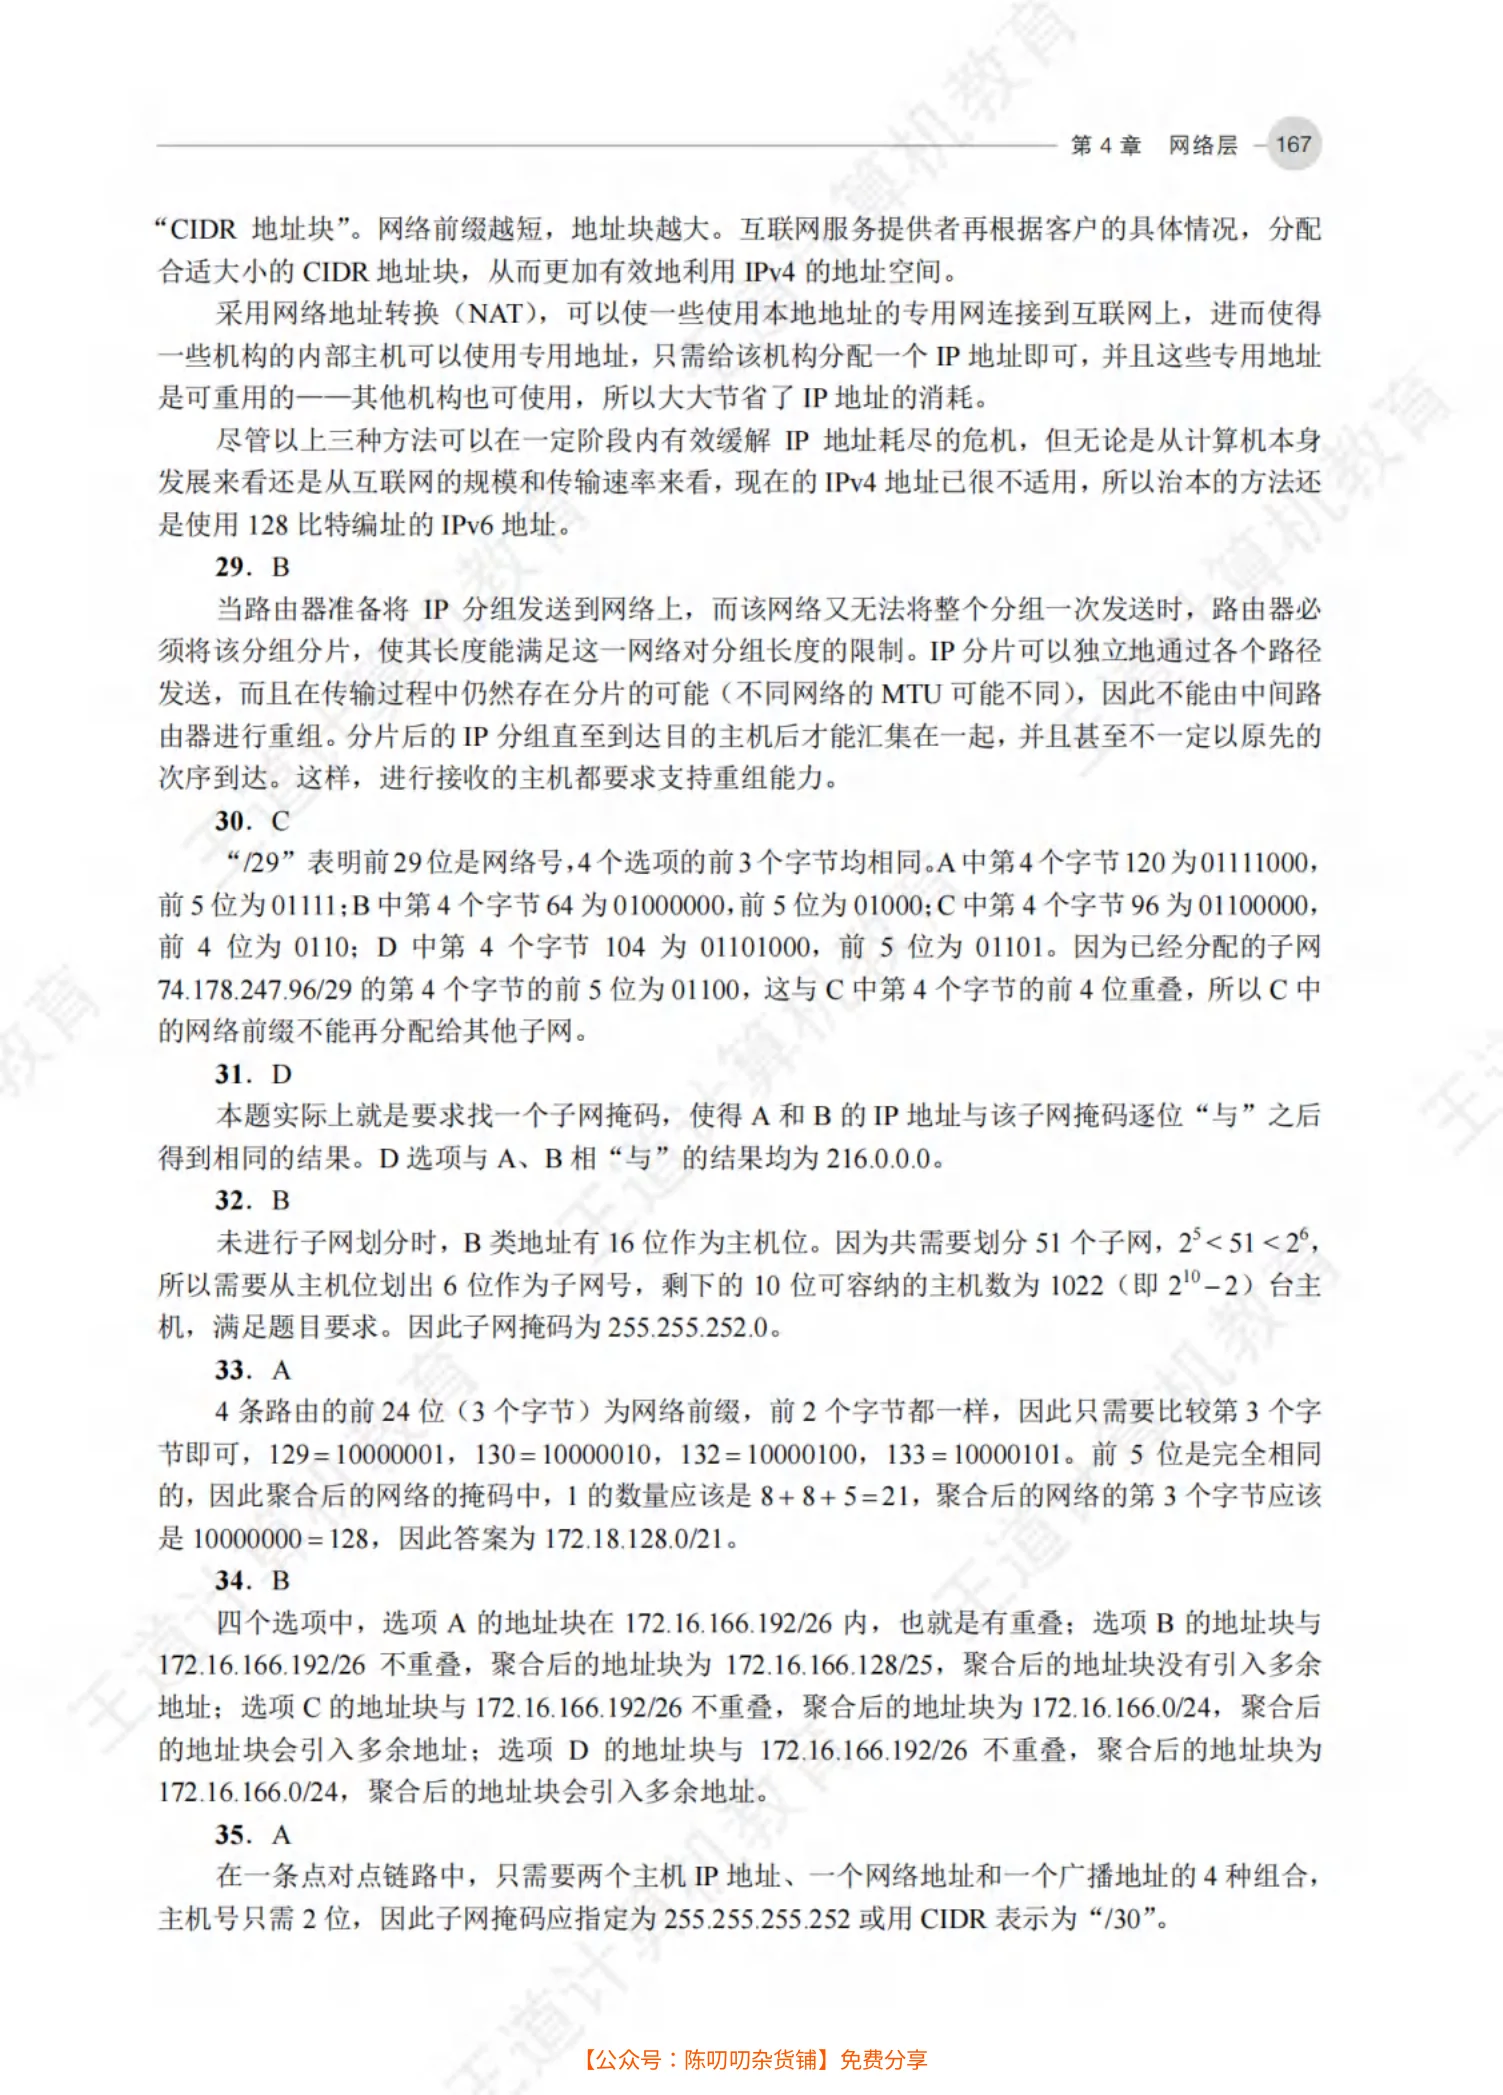 第 4 章 网络层 167
“CIDR 地址块”。网络前缀越短，地址块越大。互联网服务提供者再根据客户的具体情况，分配
合适大小的 CIDR 地址块，从而更加有效地利用 IPv4 的地址空间。
采用网络地址转换（NAT），可以使一些使用本地地址的专用网连接到互联网上，进而使得
一些机构的内部主机可以使用专用地址，只需给该机构分配一个 IP 地址即可，并且这些专用地址
是可重用的——其他机构也可使用，所以大大节省了 IP 地址的消耗。
尽管以上三种方法可以在一定阶段内有效缓解 IP 地址耗尽的危机，但无论是从计算机本身
发展来看还是从互联网的规模和传输速率来看，现在的 IPv4 地址已很不适用，所以治本的方法还
是使用 128 比特编址的 IPv6 地址。
29．B
当路由器准备将 IP 分组发送到网络上，而该网络又无法将整个分组一次发送时，路由器必
须将该分组分片，使其长度能满足这一网络对分组长度的限制。IP 分片可以独立地通过各个路径
发送，而且在传输过程中仍然存在分片的可能（不同网络的 MTU 可能不同），因此不能由中间路
由器进行重组。分片后的 IP 分组直至到达目的主机后才能汇集在一起，并且甚至不一定以原先的
次序到达。这样，进行接收的主机都要求支持重组能力。
30．C
“/29”表明前 29 位是网络号，4 个选项的前 3 个字节均相同。A 中第 4 个字节 120 为 01111000，
前 5 位为 01111；B 中第 4 个字节 64 为 01000000，前 5 位为 01000；C 中第 4 个字节 96 为 01100000，
前 4 位为 0110；D 中第 4 个字节 104 为 01101000，前 5 位为 01101。因为已经分配的子网
74.178.247.96/29 的第 4 个字节的前 5 位为 01100，这与 C 中第 4 个字节的前 4 位重叠，所以 C 中
的网络前缀不能再分配给其他子网。
31．D
本题实际上就是要求找一个子网掩码，使得 A 和 B 的 IP 地址与该子网掩码逐位“与”之后
得到相同的结果。D 选项与 A、B 相“与”的结果均为 216.0.0.0。
32．B
未进行子网划分时，B 类地址有 16 位作为主机位。因为共需要划分 51 个子网，2⁵ < 51 < 2⁶，
所以需要从主机位划出 6 位作为子网号，剩下的 10 位可容纳的主机数为 1022（即 2¹⁰ – 2）台主
机，满足题目要求。因此子网掩码为 255.255.252.0。
33．A
4 条路由的前 24 位（3 个字节）为网络前缀，前 2 个字节都一样，因此只需要比较第 3 个字
节即可，129 = 10000001，130 = 10000010，132 = 10000100，133 = 10000101。前 5 位是完全相同
的，因此聚合后的网络的掩码中，1 的数量应该是 8 + 8 + 5 = 21，聚合后的网络的第 3 个字节应该
是 10000000 = 128，因此答案为 172.18.128.0/21。
34．B
四个选项中，选项 A 的地址块在 172.16.166.192/26 内，也就是有重叠；选项 B 的地址块与
172.16.166.192/26 不重叠，聚合后的地址块为 172.16.166.128/25，聚合后的地址块没有引入多余
地址；选项 C 的地址块与 172.16.166.192/26 不重叠，聚合后的地址块为 172.16.166.0/24，聚合后
的地址块会引入多余地址；选项 D 的地址块与 172.16.166.192/26 不重叠，聚合后的地址块为
172.16.166.0/24，聚合后的地址块会引入多余地址。
35．A
在一条点对点链路中，只需要两个主机 IP 地址、一个网络地址和一个广播地址的 4 种组合，
主机号只需 2 位，因此子网掩码应指定为 255.255.255.252 或用 CIDR 表示为“/30”。
【公众号：陈叨叨杂货铺】免费分享
王道计算机教育